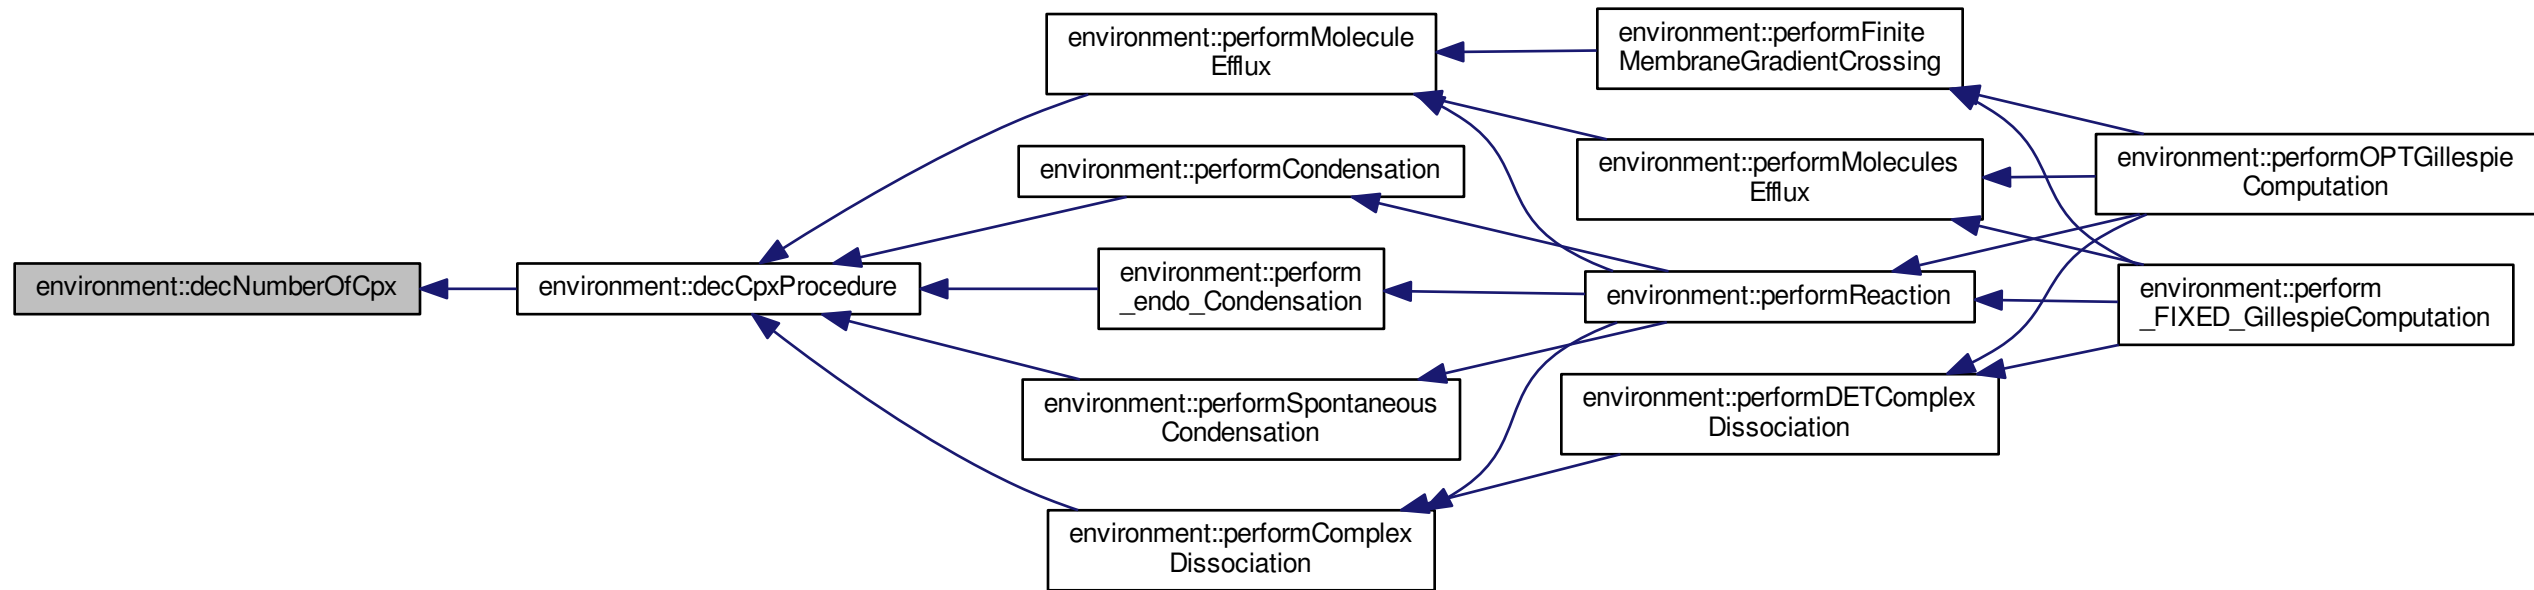 environment::decNumberOfCpx
environment::decCpxProcedure
environment::performMolecule
Efflux
environment::performCondensation
environment::perform
_endo_Condensation
environment::performSpontaneous
Condensation
environment::performComplex
Dissociation
environment::performFinite
MembraneGradientCrossing
environment::performMolecules
Efflux
environment::performReaction
environment::performDETComplex
Dissociation
environment::performOPTGillespie
Computation
environment::perform
_FIXED_GillespieComputation